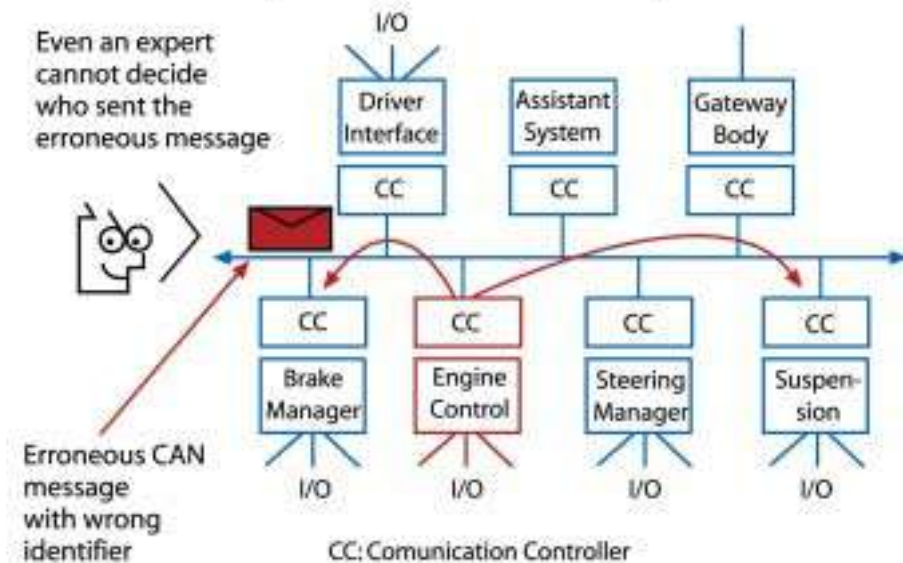 Even an expert
cannot decide
who sent the
erroneous message
I/O
Driver
Interface
Assistant
System
Gateway
Body
CC
CC
CC
CC
CC
CC
CC
Brake
Manager
Engine
Control
Steering
Manager
Suspen-
sion
I/O
I/O
I/O
I/O
Erroneous CAN
message
with wrong
identifier
CC: Comunication Controller